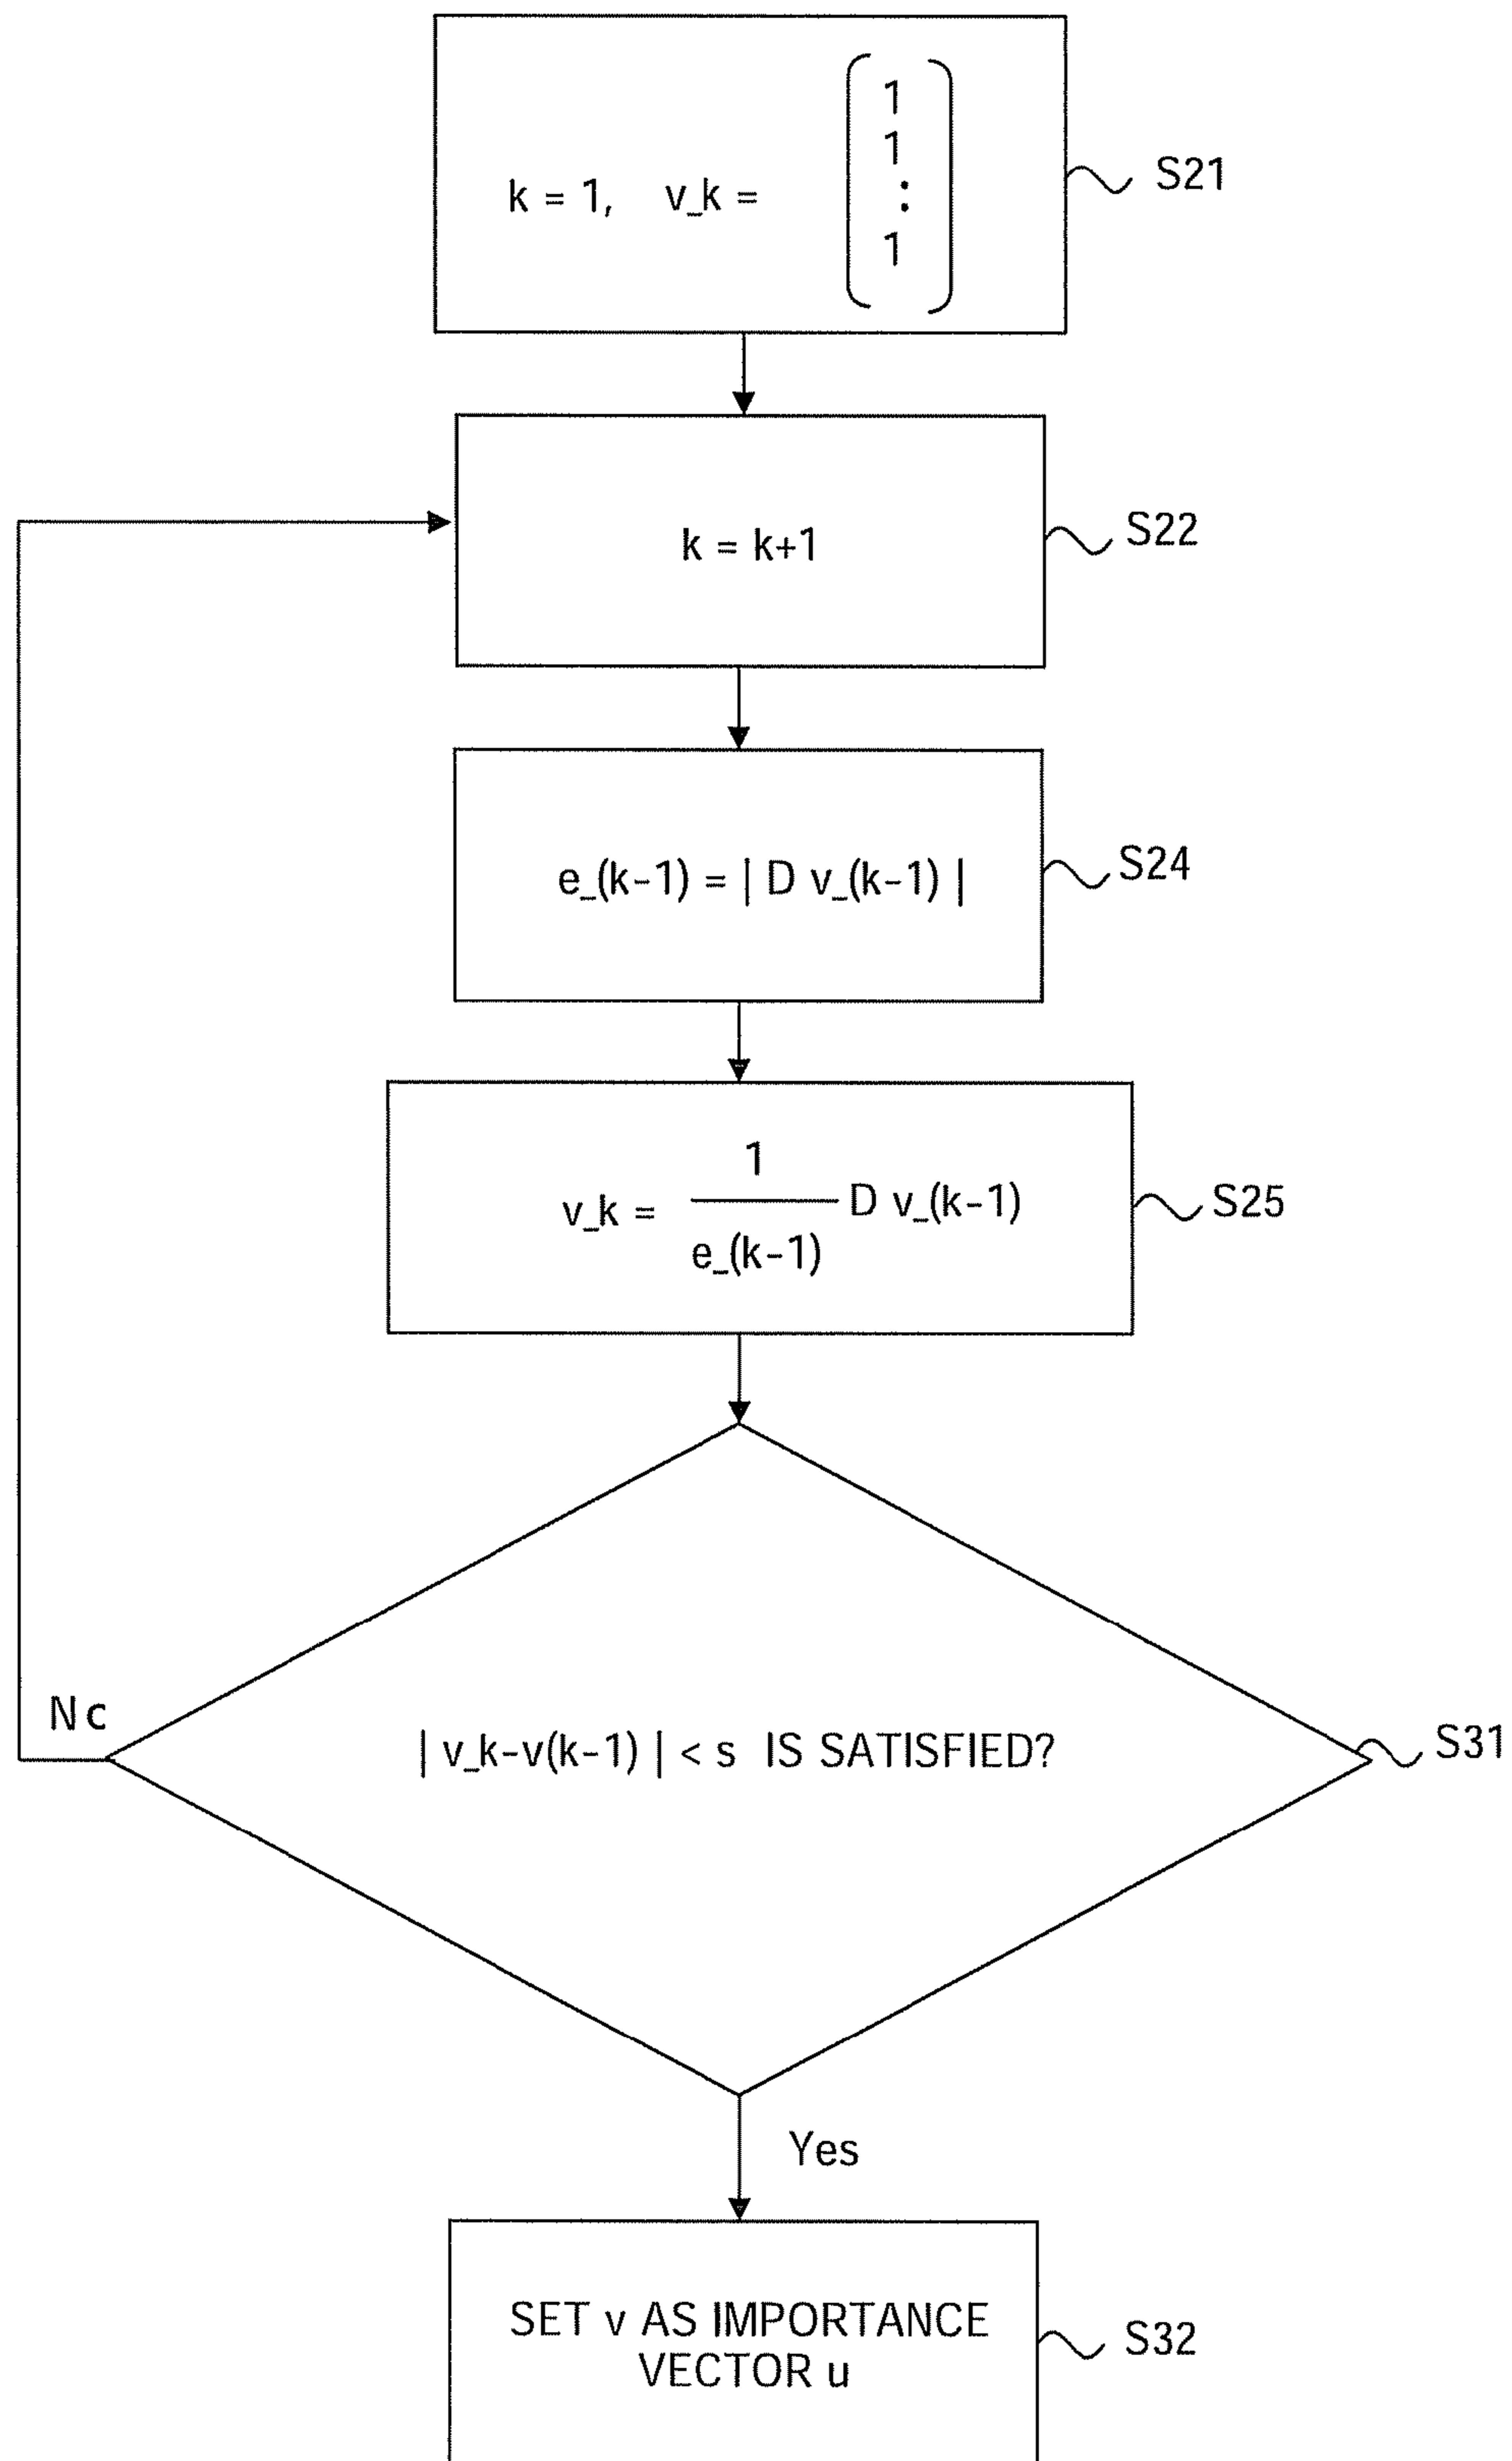 1
1
k = 1, v_k = :
1
S21
k = k+1
S22
e_(k-1) = | D v_(k-1) |
S24
1
v_k = D v_(k-1)
e_(k-1)
S25
Nc
| v_k-v(k-1) | < s IS SATISFIED?
S31
Yes
SET v AS IMPORTANCE
VECTOR u
S32